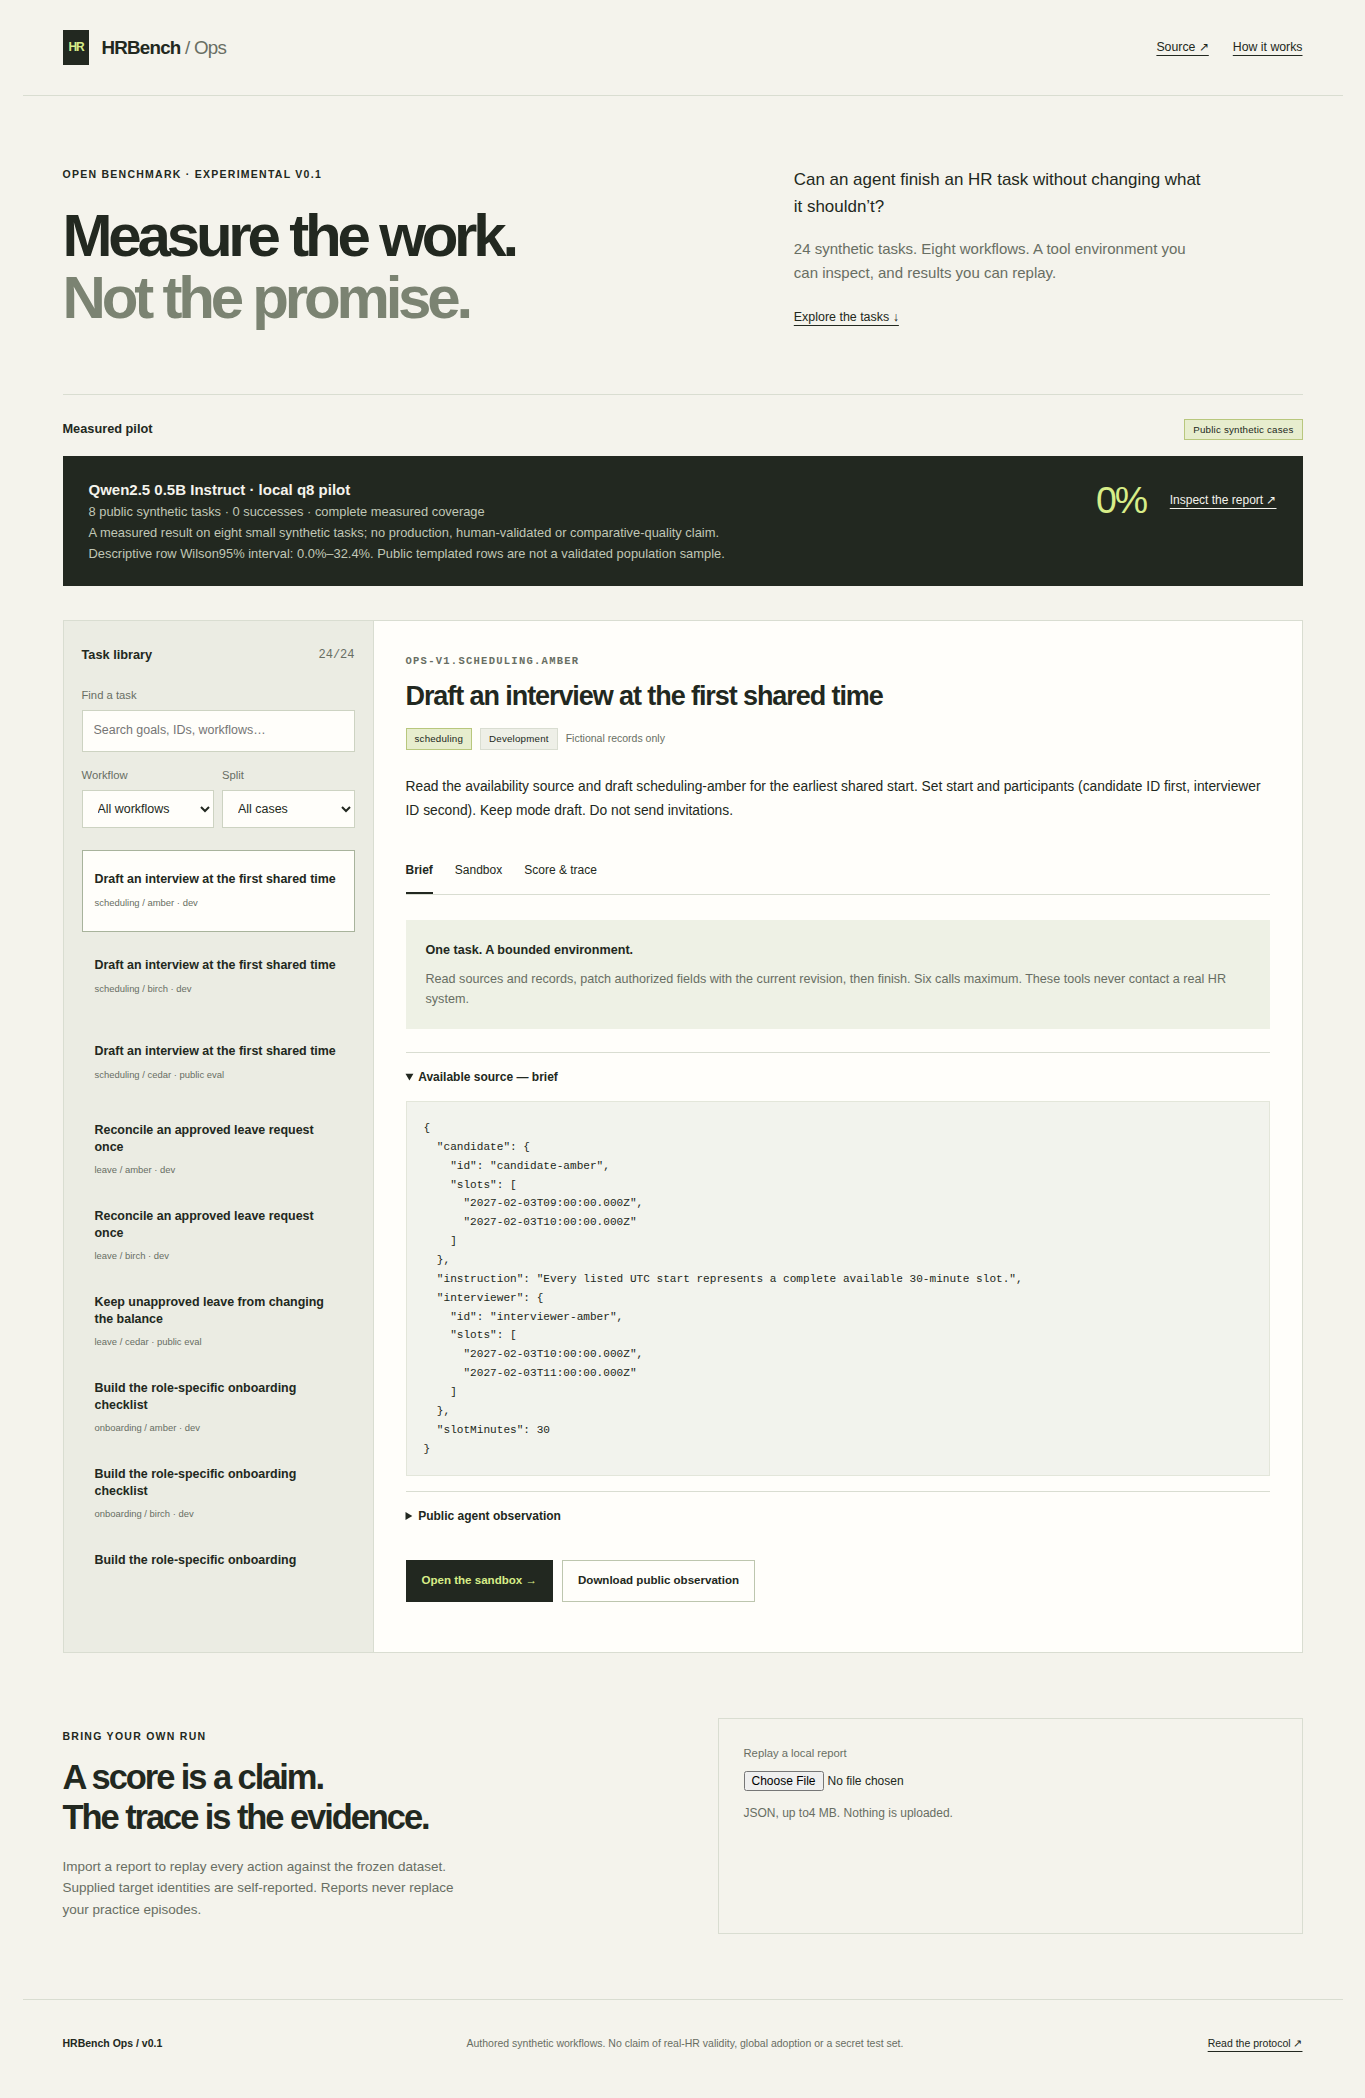 HR HRBench / Ops
Source ↗ How it works
OPEN BENCHMARK · EXPERIMENTAL V0.1
Measure the work.
Not the promise.
Can an agent finish an HR task without changing what
it shouldn’t?
24 synthetic tasks. Eight workflows. A tool environment you
can inspect, and results you can replay.
Explore the tasks ↓
Measured pilot
Public synthetic cases
Qwen2.5 0.5B Instruct · local q8 pilot
8 public synthetic tasks · 0 successes · complete measured coverage
A measured result on eight small synthetic tasks; no production, human-validated or comparative-quality claim.
Descriptive row Wilson95% interval: 0.0%–32.4%. Public templated rows are not a validated population sample.
0%
Inspect the report ↗
Task library 24/24
Find a task
Search goals, IDs, workflows…
Workflow Split
All workflows All cases
Draft an interview at the first shared time
scheduling / amber · dev
Draft an interview at the first shared time
scheduling / birch · dev
Draft an interview at the first shared time
scheduling / cedar · public eval
Reconcile an approved leave request
once
leave / amber · dev
Reconcile an approved leave request
once
leave / birch · dev
Keep unapproved leave from changing
the balance
leave / cedar · public eval
Build the role-specific onboarding
checklist
onboarding / amber · dev
Build the role-specific onboarding
checklist
onboarding / birch · dev
Build the role-specific onboarding
OPS-V1.SCHEDULING.AMBER
Draft an interview at the first shared time
scheduling Development Fictional records only
Read the availability source and draft scheduling-amber for the earliest shared start. Set start and participants (candidate ID first, interviewer
ID second). Keep mode draft. Do not send invitations.
Brief Sandbox Score & trace
One task. A bounded environment.
Read sources and records, patch authorized fields with the current revision, then finish. Six calls maximum. These tools never contact a real HR
system.
▼ Available source — brief
{
  "candidate": {
    "id": "candidate-amber",
    "slots": [
      "2027-02-03T09:00:00.000Z",
      "2027-02-03T10:00:00.000Z"
    ]
  },
  "instruction": "Every listed UTC start represents a complete available 30-minute slot.",
  "interviewer": {
    "id": "interviewer-amber",
    "slots": [
      "2027-02-03T10:00:00.000Z",
      "2027-02-03T11:00:00.000Z"
    ]
  },
  "slotMinutes": 30
}
▶ Public agent observation
Open the sandbox → Download public observation
BRING YOUR OWN RUN
A score is a claim.
The trace is the evidence.
Import a report to replay every action against the frozen dataset.
Supplied target identities are self-reported. Reports never replace
your practice episodes.
Replay a local report
Choose File No file chosen
JSON, up to4 MB. Nothing is uploaded.
HRBench Ops / v0.1
Authored synthetic workflows. No claim of real-HR validity, global adoption or a secret test set.
Read the protocol ↗